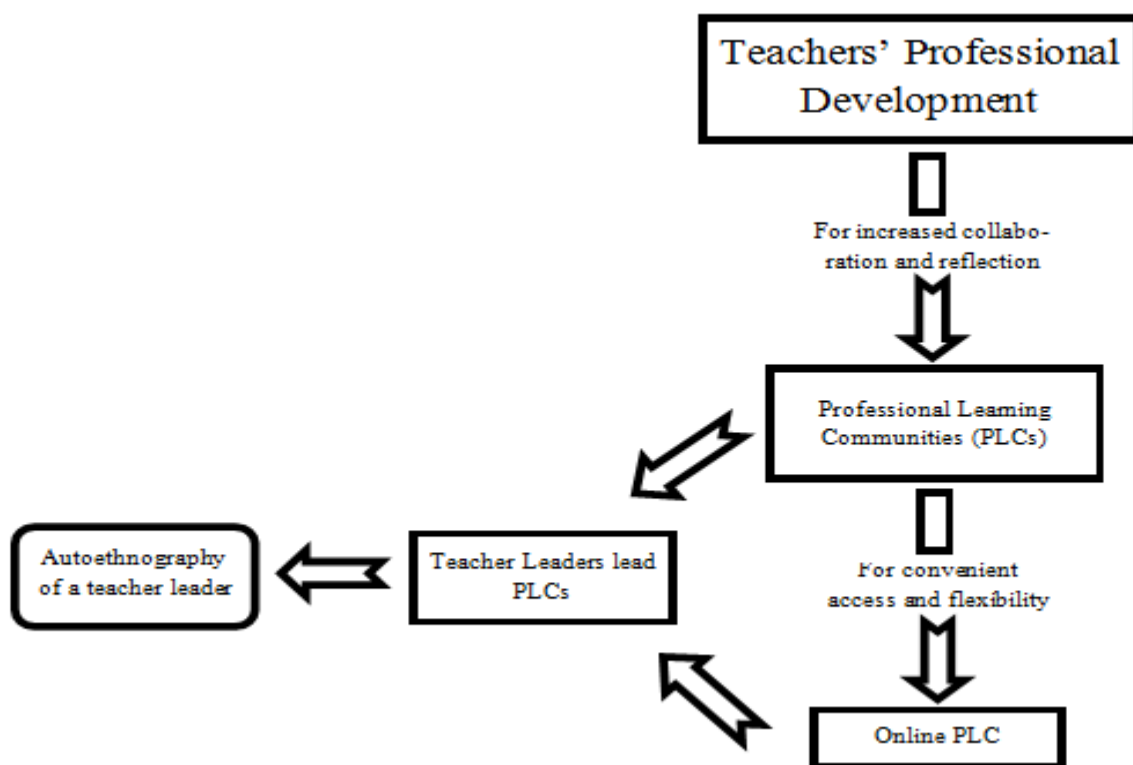 Teachers’ Professional
Development
For increased collabo-
ration and reflection
Professional Learning
Communities (PLCs)
Autoethnography
of a teacher leader
Teacher Leaders lead
PLCs
For convenient
access and flexibility
Online PLC